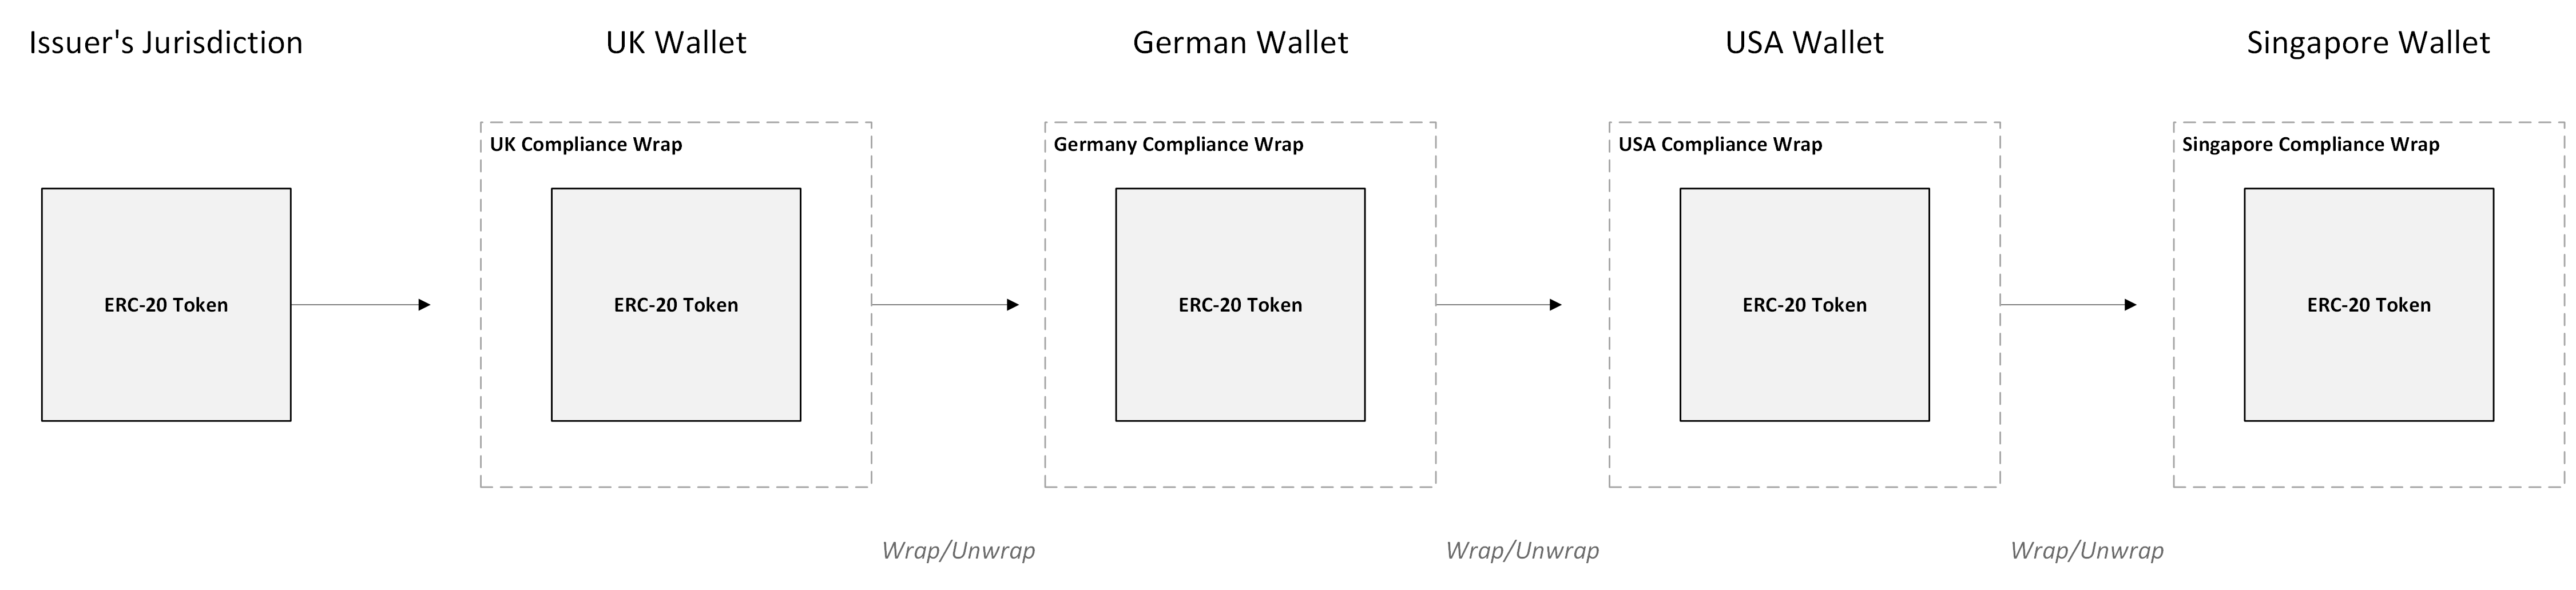 Issuer's Jurisdiction
UK Wallet
German Wallet
USA Wallet
Singapore Wallet
UK Compliance Wrap
Germany Compliance Wrap
USA Compliance Wrap
Singapore Compliance Wrap
ERC-20 Token
ERC-20 Token
ERC-20 Token
ERC-20 Token
ERC-20 Token
Wrap/Unwrap
Wrap/Unwrap
Wrap/Unwrap